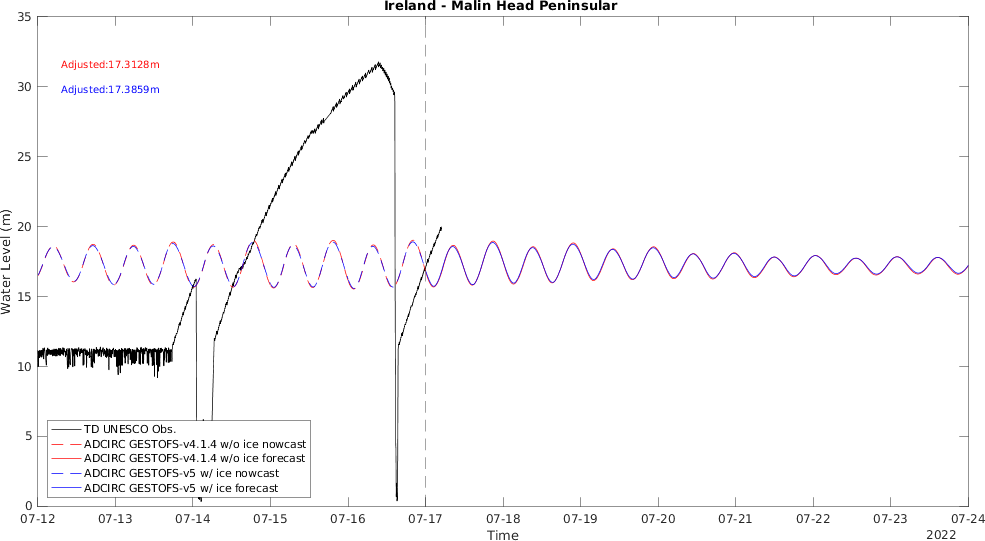 Ireland - Malin Head Peninsular
35
30
25
20
15
10
5
0
Water Level (m)
Adjusted:17.3128m
Adjusted:17.3859m
TD UNESCO Obs.
ADCIRC GESTOFS-v4.1.4 w/o ice nowcast
ADCIRC GESTOFS-v4.1.4 w/o ice forecast
ADCIRC GESTOFS-v5 w/ ice nowcast
ADCIRC GESTOFS-v5 w/ ice forecast
07-12 07-13 07-14 07-15 07-16 07-17 07-18 07-19 07-20 07-21 07-22 07-23 07-24
Time
2022